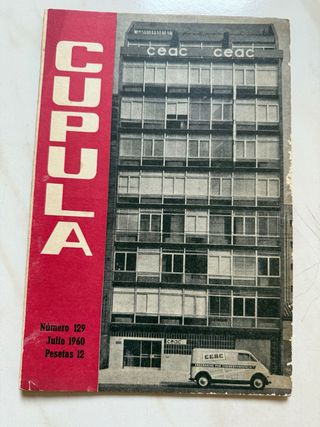 CUPULA
ceac ceac
Número 129
Julio 1960
Pesetas 12
ceac
CEAC